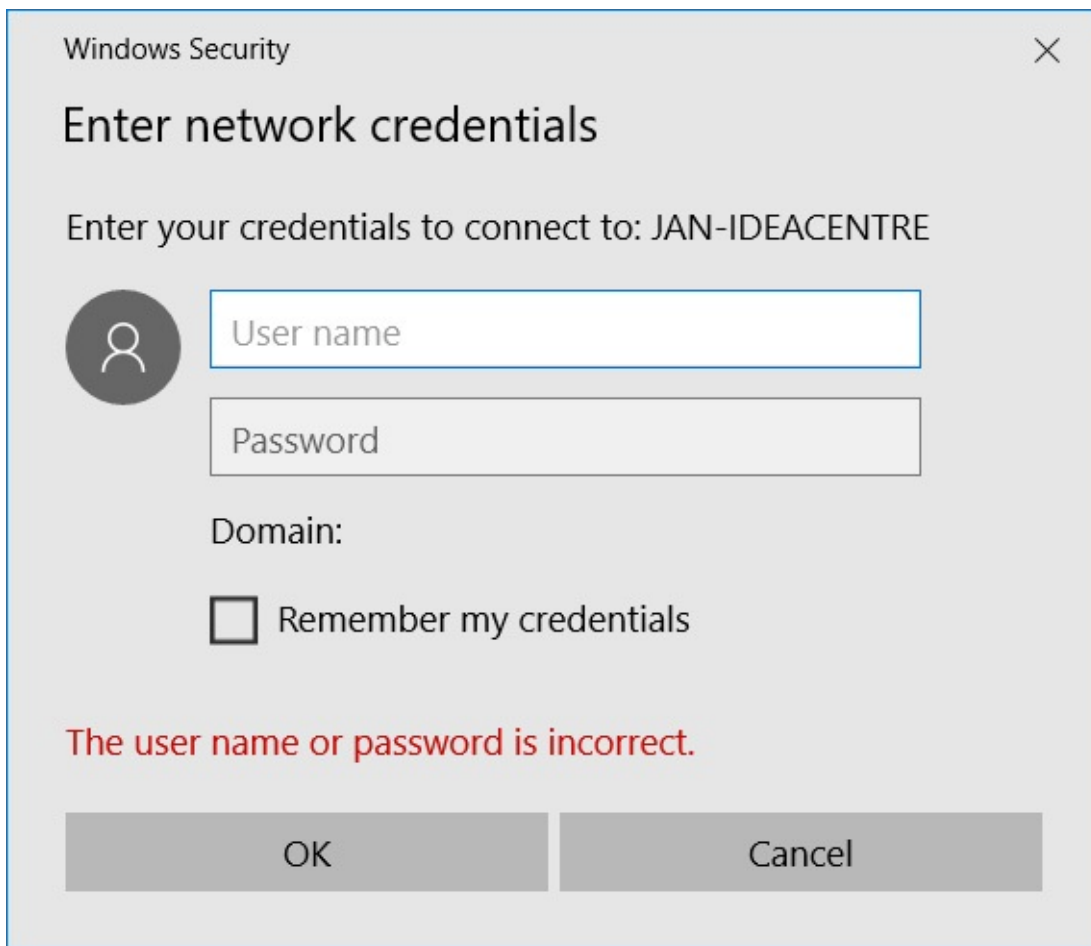 Windows Security
Enter network credentials
Enter your credentials to connect to: JAN-IDEACENTRE
User name
Password
Domain:
Remember my credentials
The user name or password is incorrect.
OK
Cancel